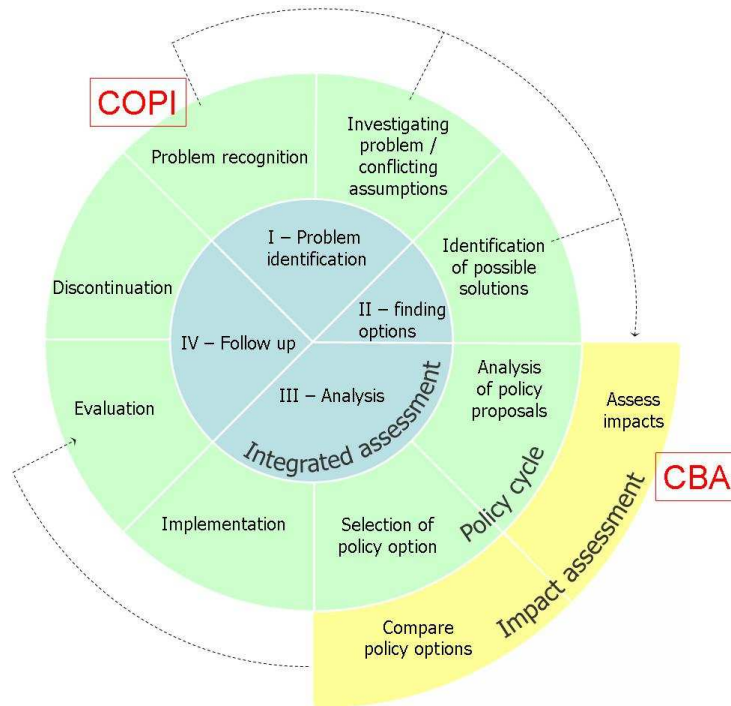 COPI
Problem recognition
Investigating
problem /
conflicting
assumptions
Identification
of possible
solutions
Analysis
of policy
proposals
Selection of
policy option
Implementation
Evaluation
Discontinuation
I – Problem
identification
II – finding
options
III – Analysis
IV – Follow up
Integrated assessment
Policy cycle
Assess
impacts
CBA
Impact assessment
Compare
policy options